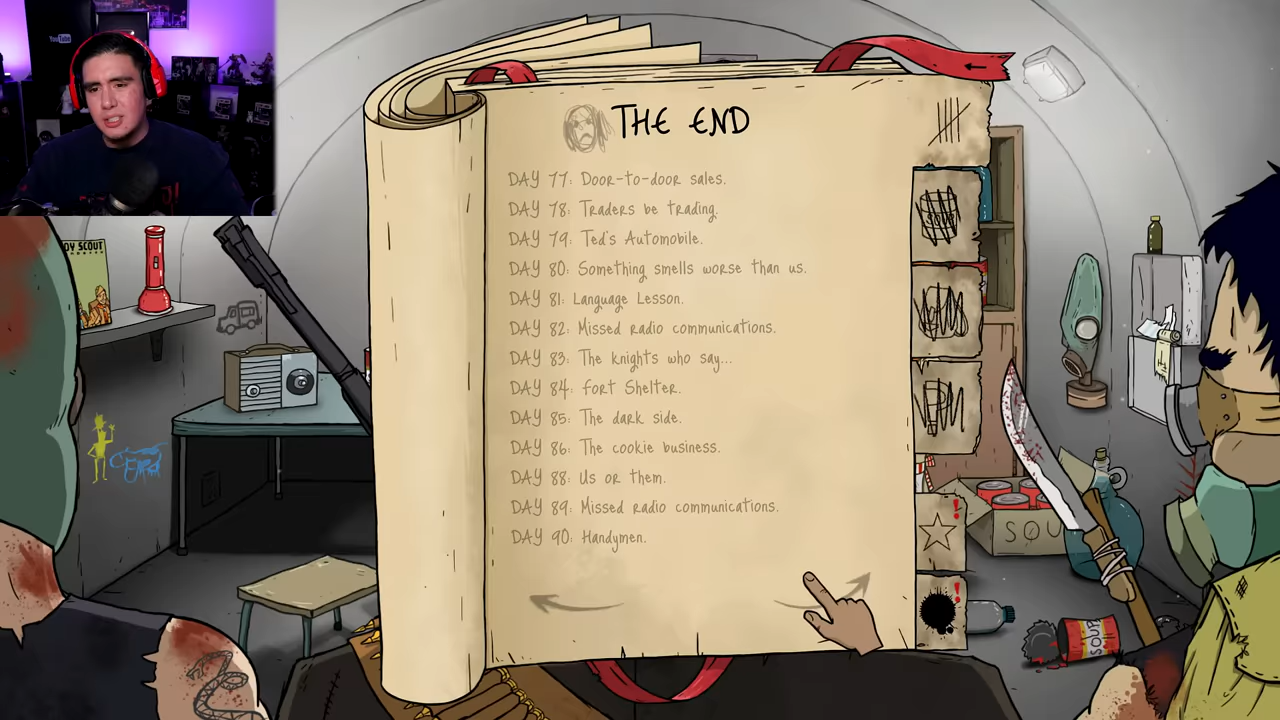 YouTube
THE END
DAY 77: Door-to-door sales.
DAY 78: Traders be trading.
DAY 79: Ted's Automobile.
DAY 80: Something smells worse than us.
DAY 81: Language Lesson.
DAY 82: Missed radio communications.
DAY 83: The knights who say...
DAY 84: Fort Shelter.
DAY 85: The dark side.
DAY 86: The cookie business.
DAY 88: Us or them.
DAY 89: Missed radio communications.
DAY 90: Handymen.
SCOUT
SOU
SOUP